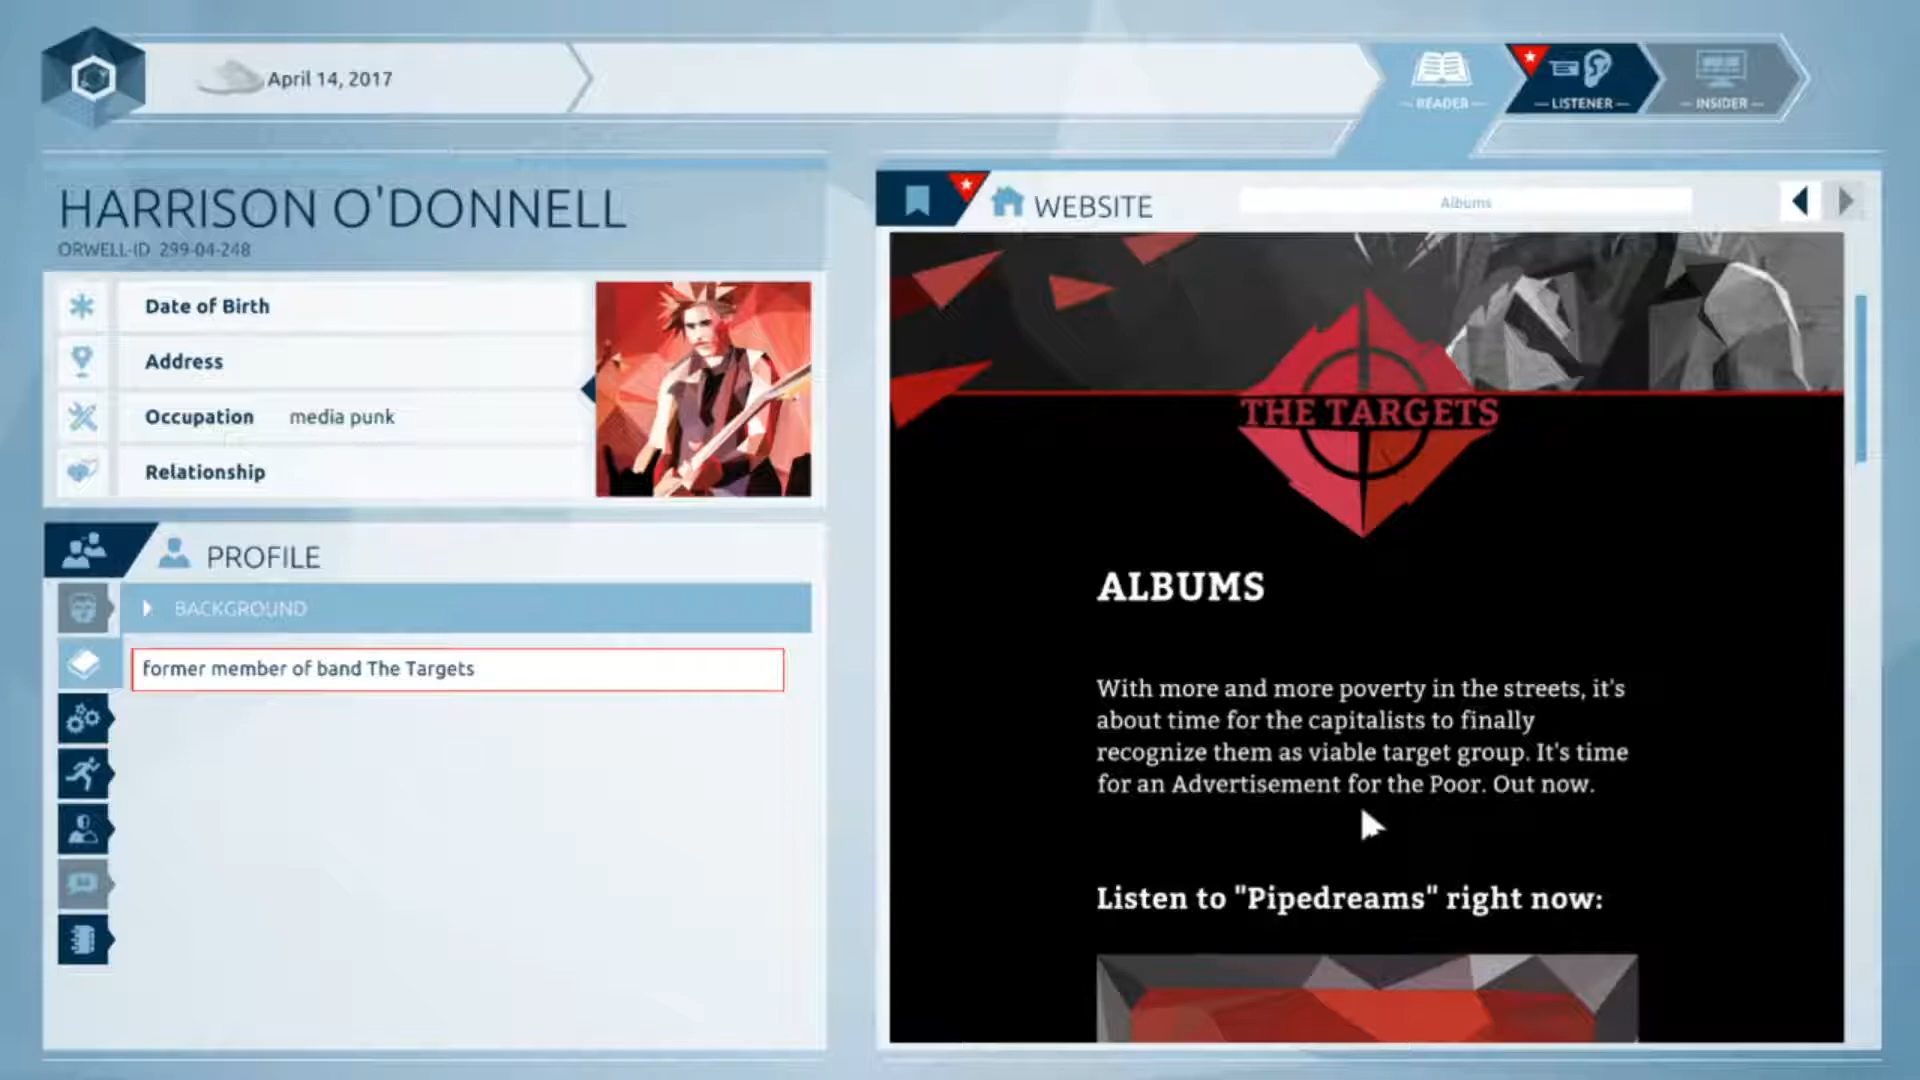 April 14, 2017
READER
LISTENER
INSIDER
HARRISON O'DONNELL
ORWELL-ID 299-04-248
Date of Birth
Address
Occupation media punk
Relationship
PROFILE
BACKGROUND
former member of band The Targets
WEBSITE
Albums
THE TARGETS
ALBUMS
With more and more poverty in the streets, it's
about time for the capitalists to finally
recognize them as viable target group. It's time
for an Advertisement for the Poor. Out now.
Listen to "Pipedreams" right now: